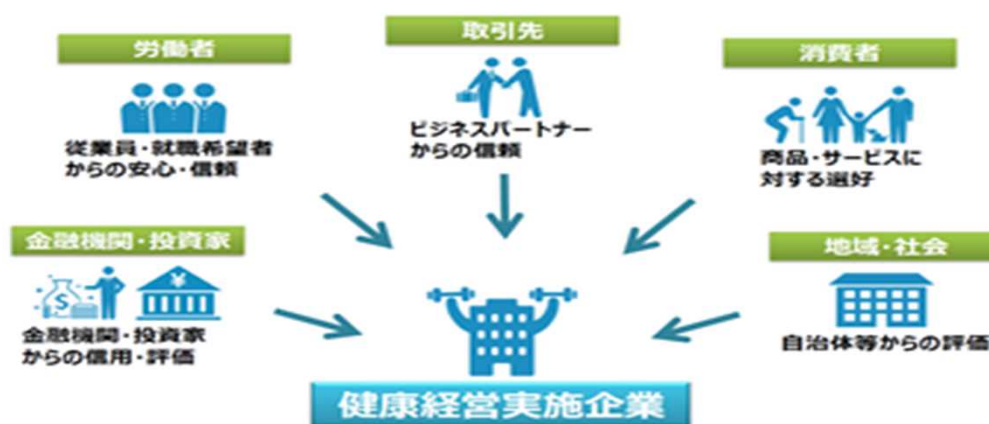 取引先
労働者
消費者
ビジネスパートナー
からの信頼
従業員・就職希望者
からの安心・信頼
商品・サービスに
対する選好
金融機関・投資家
地域・社会
¥
$
金融機関・投資家
からの信用・評価
自治体等からの評価
健康経営実施企業